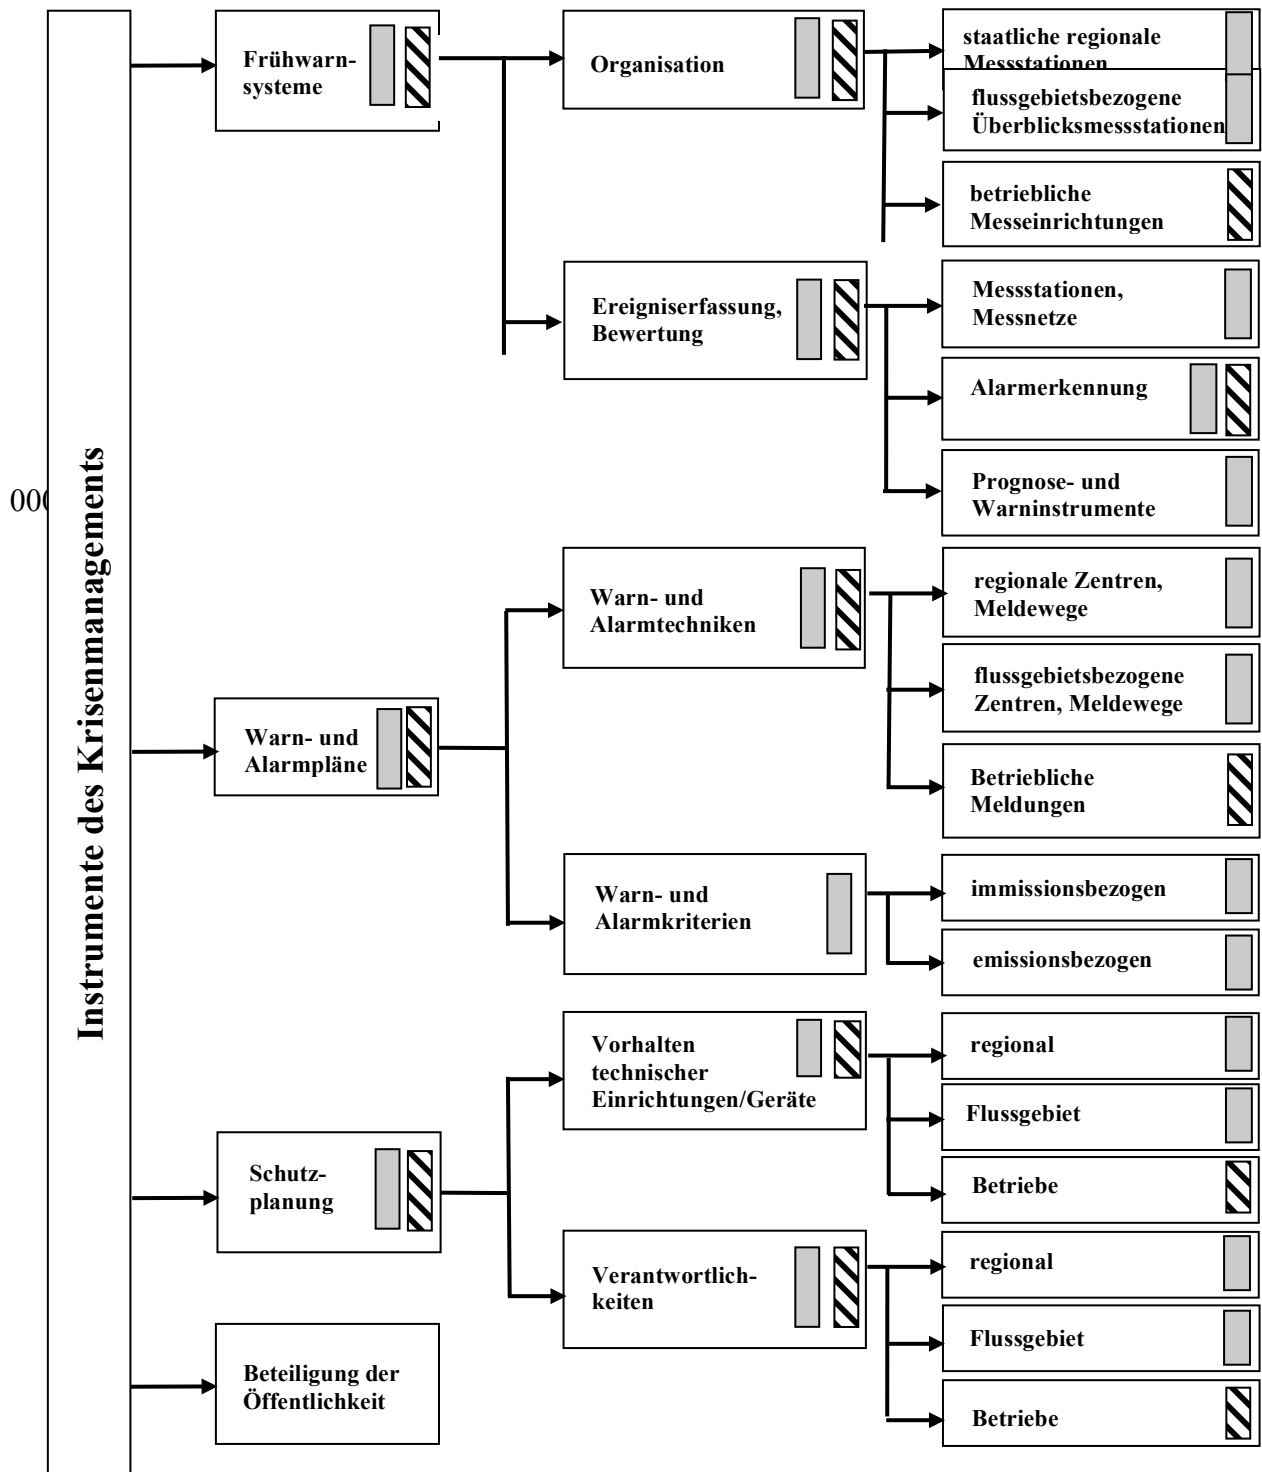 Instrumente des Krisenmanagements
000
Frühwarn-
systeme
Organisation
staatliche regionale
Messstationen
flussgebietsbezogene
Überblicksmessstationen
betriebliche
Messeinrichtungen
Ereigniserfassung,
Bewertung
Messstationen,
Messnetze
Alarmerkennung
Prognose- und
Warninstrumente
Warn- und
Alarmpläne
Warn- und
Alarmtechniken
regionale Zentren,
Meldewege
flussgebietsbezogene
Zentren, Meldewege
Betriebliche
Meldungen
Warn- und
Alarmkriterien
immissionsbezogen
emissionsbezogen
Schutz-
planung
Vorhalten
technischer
Einrichtungen/Geräte
regional
Flussgebiet
Betriebe
Verantwortlich-
keiten
regional
Flussgebiet
Betriebe
Beteiligung der
Öffentlichkeit